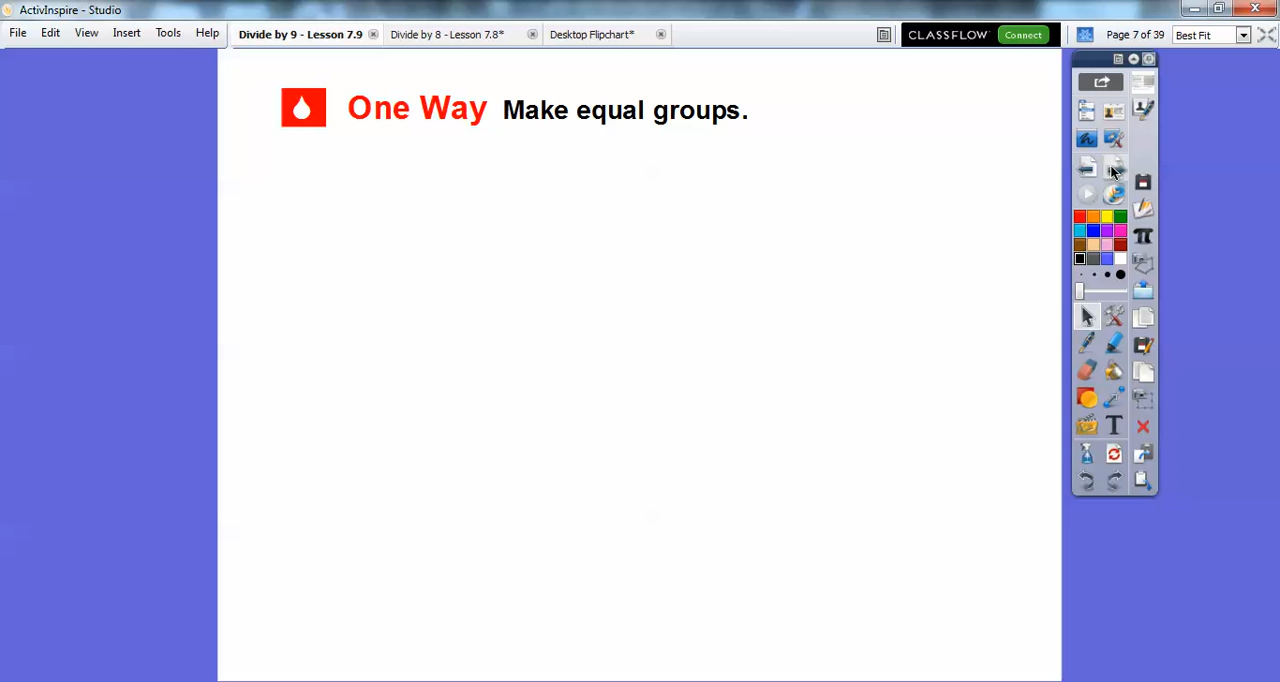 ActivInspire - Studio
File Edit View Insert Tools Help
Divide by 9 - Lesson 7.9
Divide by 8 - Lesson 7.8*
Desktop Flipchart*
CLASSFLOW Connect
Page 7 of 39
Best Fit
One Way Make equal groups.
T